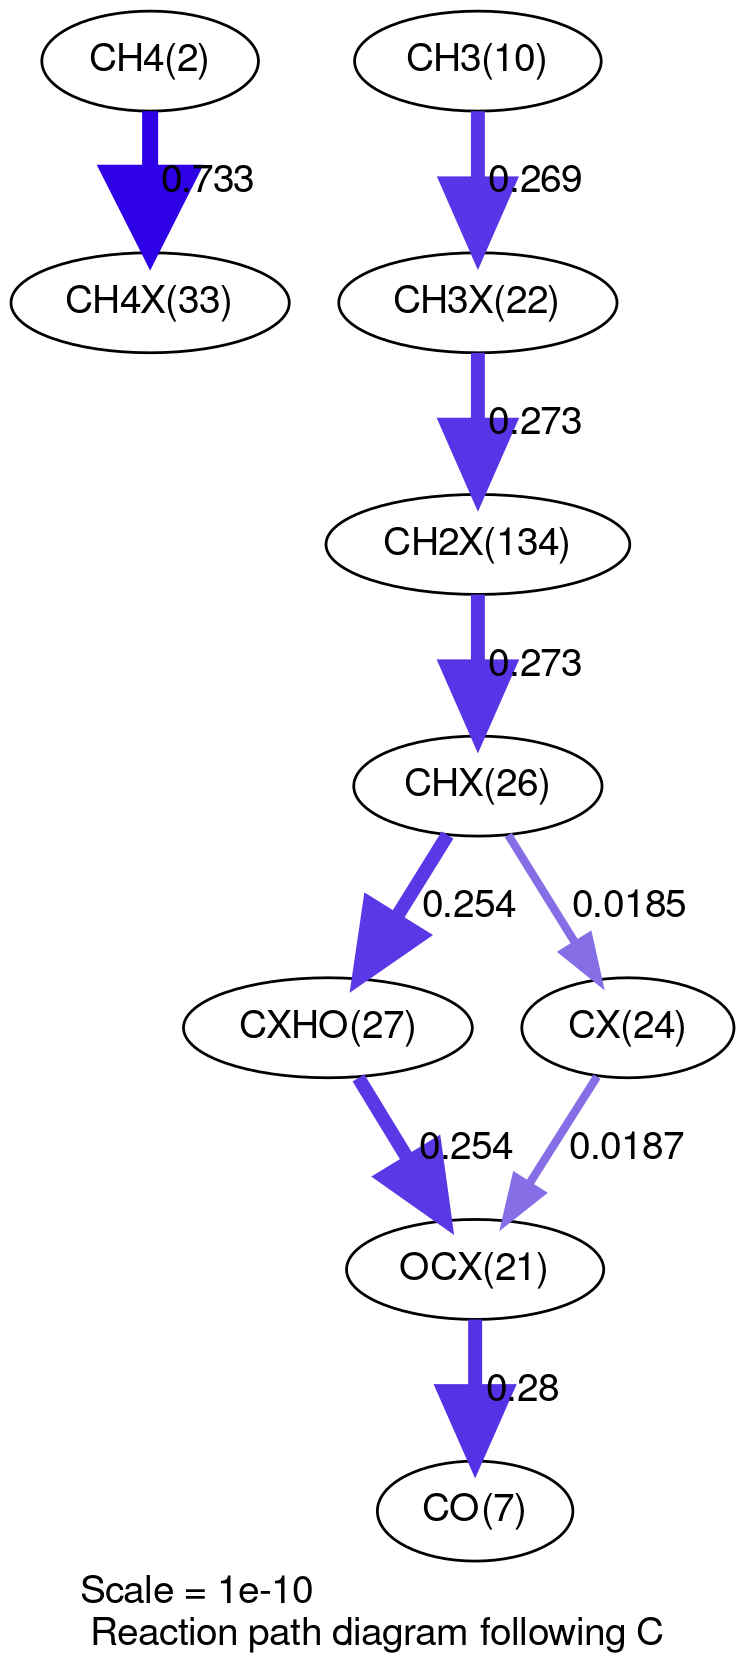 CH4(2)
CH3(10)
0.733
0.269
CH4X(33)
CH3X(22)
0.273
CH2X(134)
0.273
CHX(26)
0.254
0.0185
CXHO(27)
CX(24)
0.254
0.0187
OCX(21)
0.28
CO(7)
Scale = 1e-10
Reaction path diagram following C